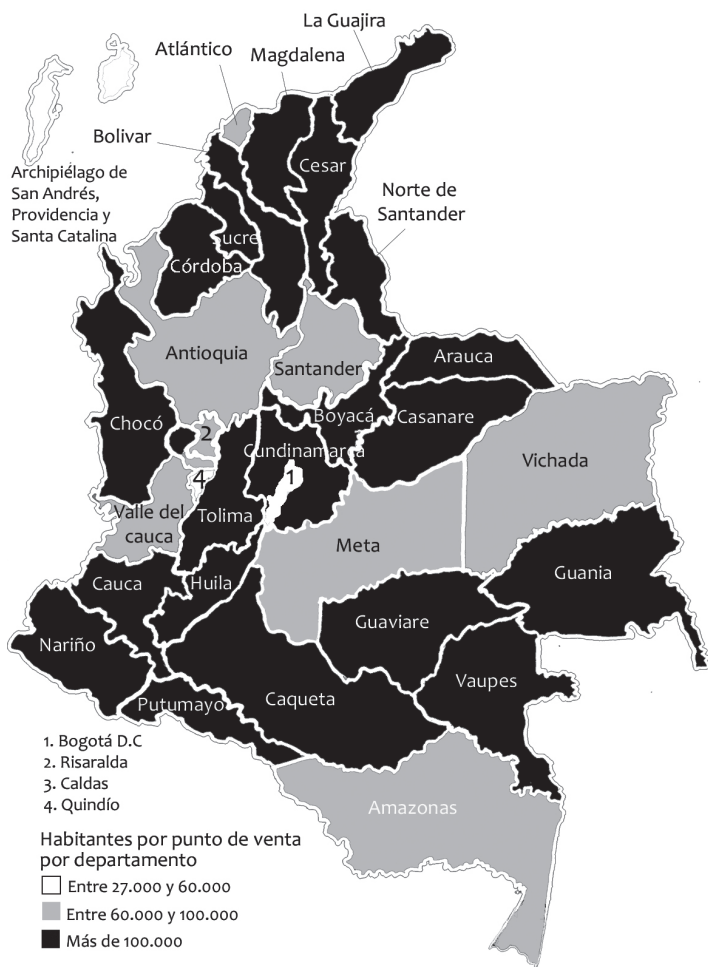 La Guajira
Atlántico
Magdalena
Bolivar
Cesar
Archipiélago de
San Andrés,
Providencia y
Santa Catalina
Norte de
Santander
Sucre
Córdoba
Antioquia
Santander
Arauca
Chocó
2
Boyacá
Casanare
Cundinamarca
Vichada
4
1
Valle del
cauca
Tolima
Meta
Cauca
Huila
Guania
Guaviare
Nariño
Vaupes
Caqueta
Putumayo
1. Bogotá D.C
2. Risaralda
3. Caldas
4. Quindío
Amazonas
Habitantes por punto de venta
por departamento
Entre 27.000 y 60.000
Entre 60.000 y 100.000
Más de 100.000